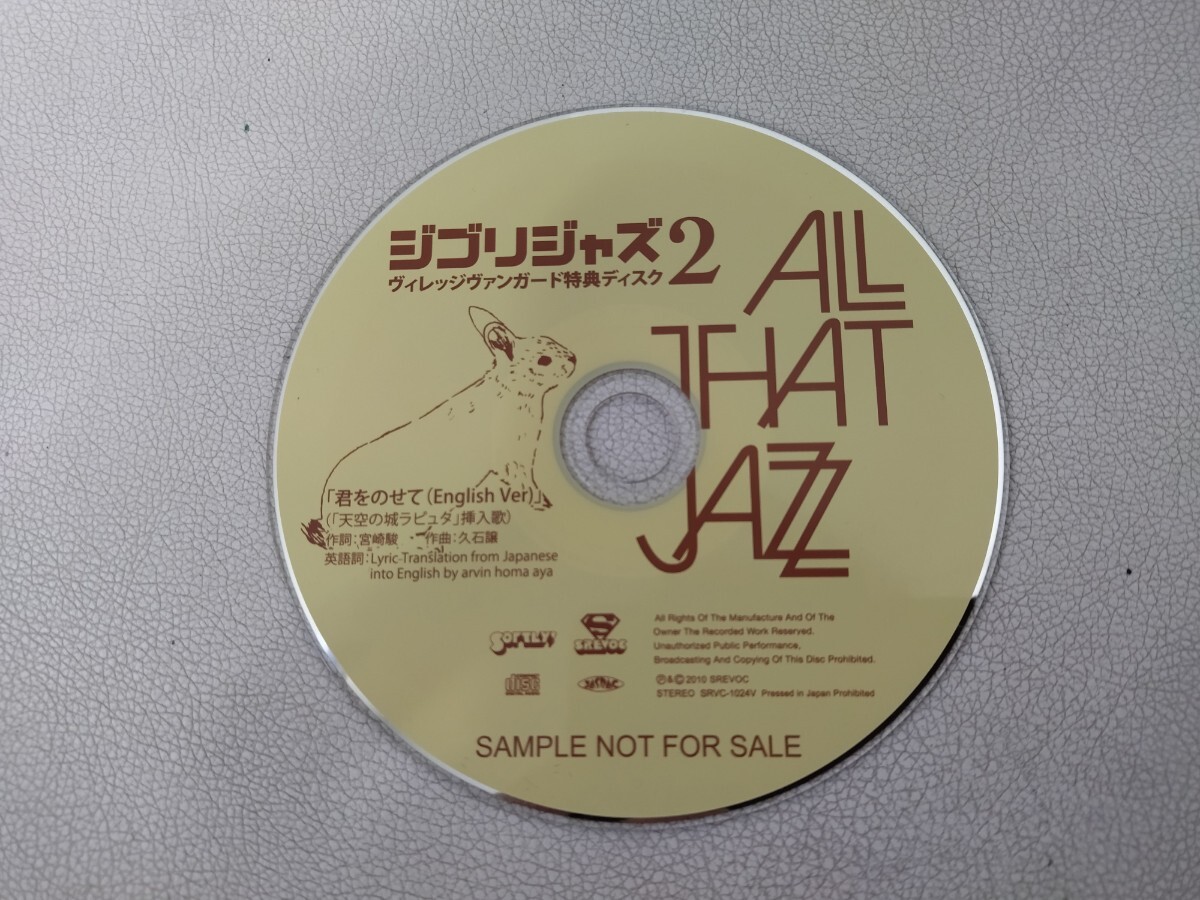 ジブリジャズ2
ヴィレッジヴァンガード特典ディスク
ALL
THAT
JAZZ
「君をのせて(English Ver)」
(「天空の城ラピュタ」挿入歌)
作詞：宮崎駿 ・ 作曲：久石譲
英語詞：Lyric-Translation from Japanese
into English by arvin homa aya
SOFTLY!
SREVOC
disc
JASRAC
All Rights Of The Manufacture And Of The
Owner The Recorded Work Reserved.
Unauthorized Public Performance,
Broadcasting And Copying Of This Disc Prohibited.
℗&© 2010 SREVOC
STEREO SRVC-1024V Pressed in Japan Prohibited
SAMPLE NOT FOR SALE